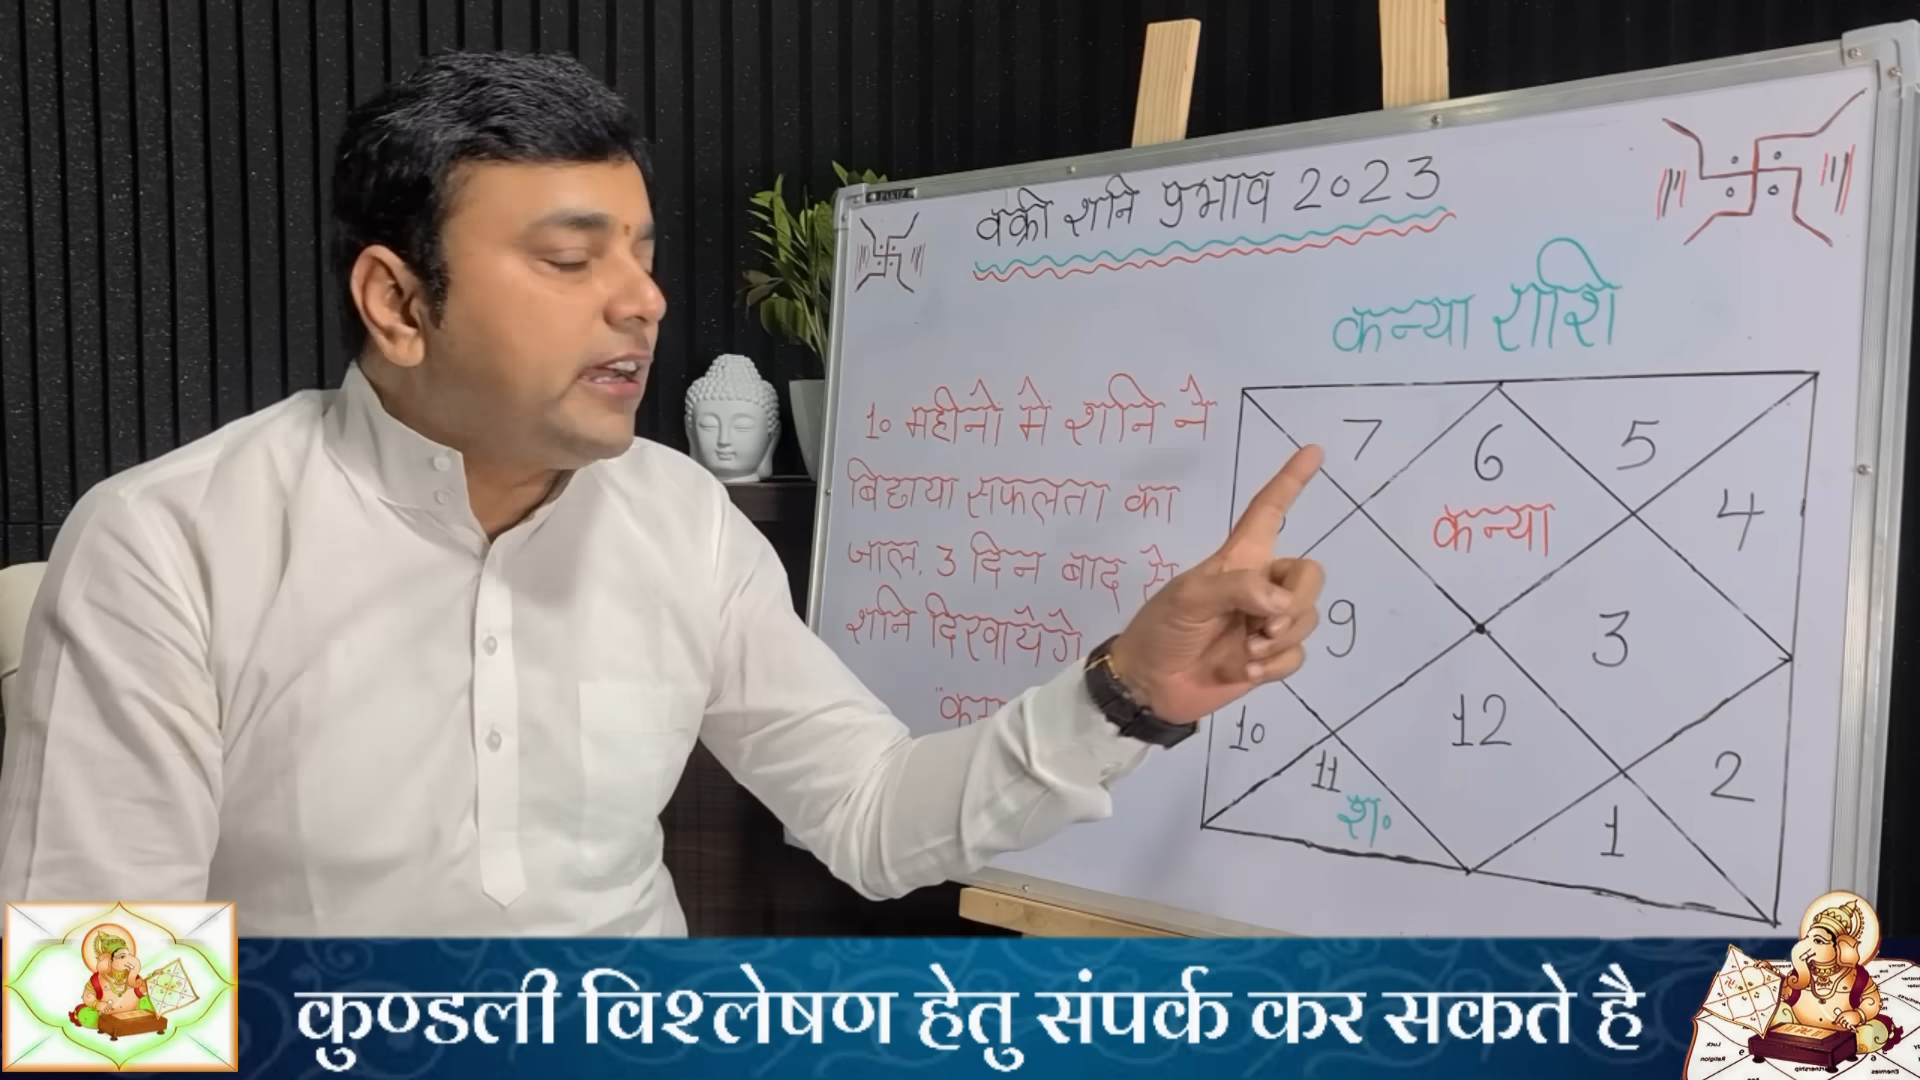 वक्री शनि प्रभाव 2023
कन्या राशि
10 महीनो मे शनि ने
बिछाया सफलता का
जाल, 3 दिन बाद से
शनि दिखायेगे
7
6
5
कन्या
4
9
3
10
12
11
2
श॰
1
कुण्डली विश्लेषण हेतु संपर्क कर सकते है